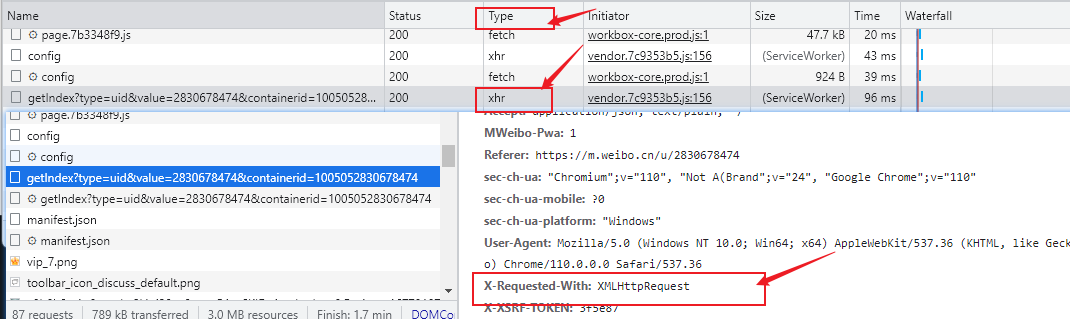 Name Status Type Initiator Size Time Waterfall
page.7b3348f9.js 200 fetch workbox-core.prod.js:1 47.7 kB 20 ms
config 200 xhr vendor.7c9353b5.js:156 (ServiceWorker) 43 ms
config 200 fetch workbox-core.prod.js:1 924 B 39 ms
getIndex?type=uid&value=2830678474&containerid=10050528... 200 xhr vendor.7c9353b5.js:156 (ServiceWorker) 96 ms
page.7b3348f9.js
config
config
getIndex?type=uid&value=2830678474&containerid=1005052830678474
getIndex?type=uid&value=2830678474&containerid=1005052830678474
manifest.json
manifest.json
vip_7.png
toolbar_icon_discuss_default.png
87 requests 789 kB transferred 3.0 MB resources Finish: 1.7 min DOMCo
Accept: application/json, text/plain, */*
MWeibo-Pwa: 1
Referer: https://m.weibo.cn/u/2830678474
sec-ch-ua: "Chromium";v="110", "Not A(Brand";v="24", "Google Chrome";v="110"
sec-ch-ua-mobile: ?0
sec-ch-ua-platform: "Windows"
User-Agent: Mozilla/5.0 (Windows NT 10.0; Win64; x64) AppleWebKit/537.36 (KHTML, like Geck
o) Chrome/110.0.0.0 Safari/537.36
X-Requested-With: XMLHttpRequest
X-XSRF-TOKEN: 3f5e87